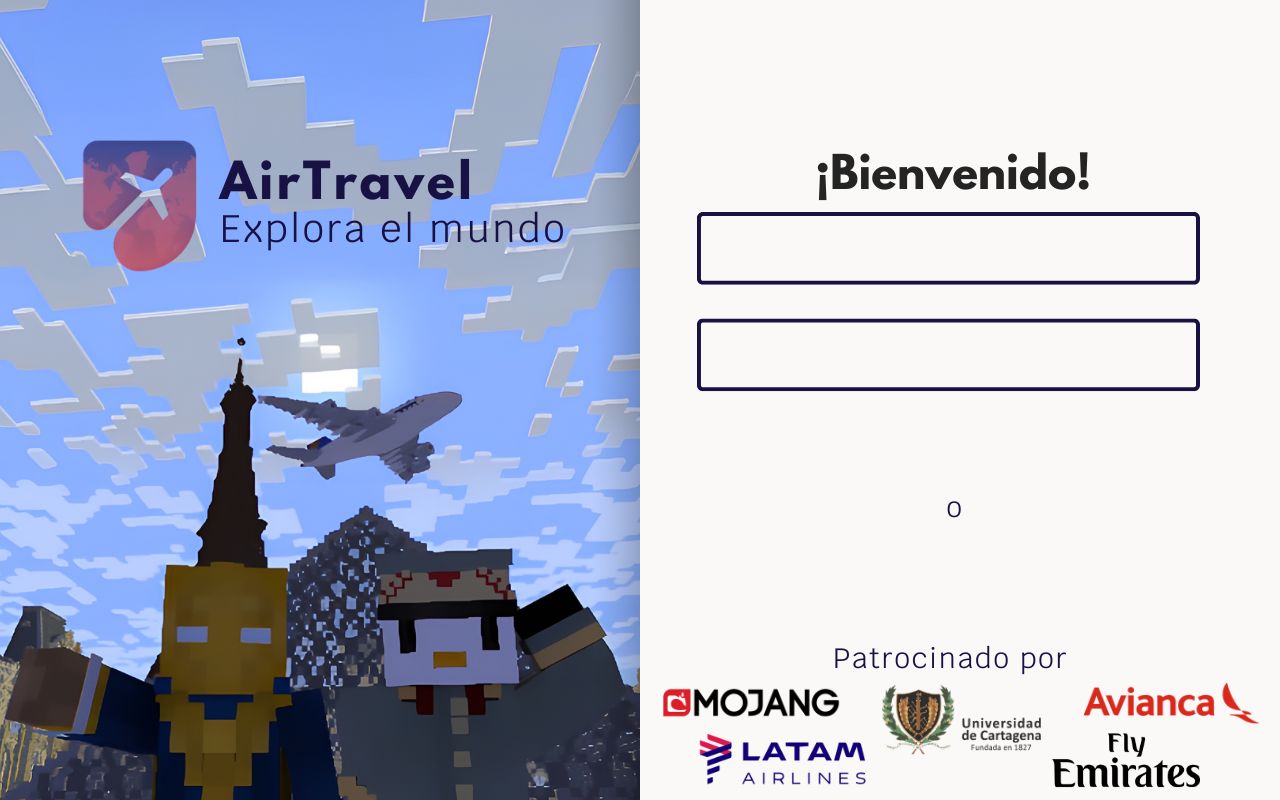 AirTravel
Explora el mundo
¡Bienvenido!
o
Patrocinado por
MOJANG
Universidad
de Cartagena
Fundada en 1827
Avianca
LATAM
AIRLINES
Fly
Emirates